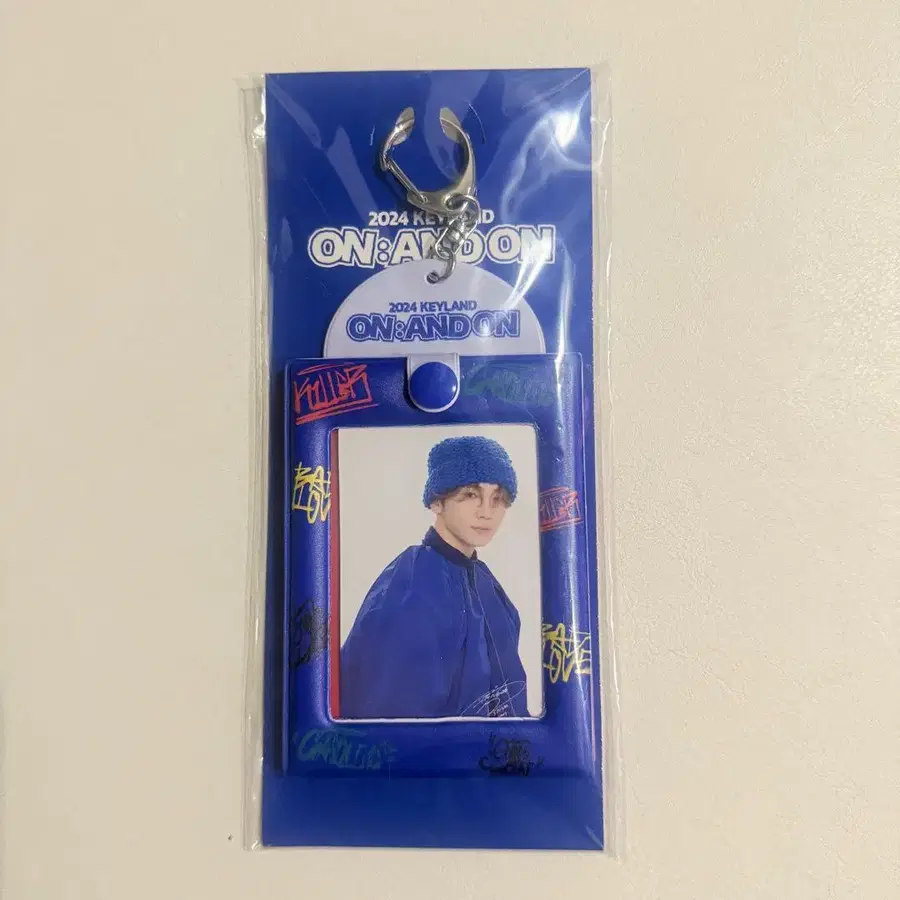 2024 KEYLAND
ON:AND ON
2024 KEYLAND
ON:AND ON
KILLER
GASOLINE
BAD
LOVE
KILLER
BAD
LOVE
GASOLINE